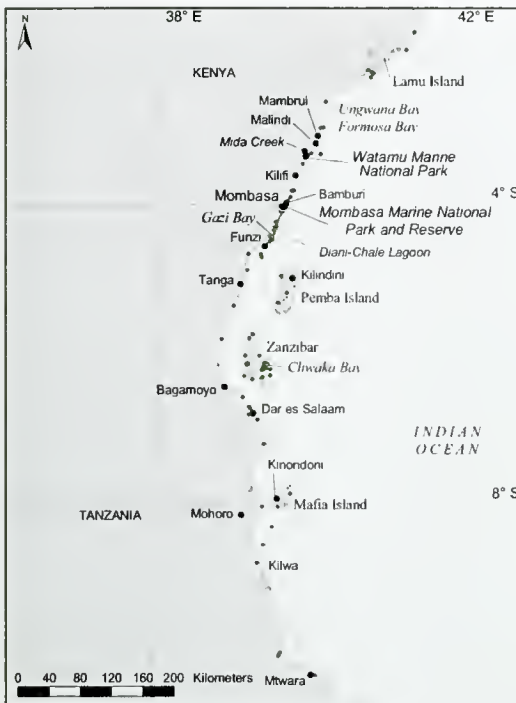 38° E
42° E
N
KENYA
Lamu Island
Mambrui
Ungwana Bay
Malindi
Formosa Bay
Mida Creek
Watamu Manne
National Park
Kilifi
4° S
Mombasa
Bamburi
Mombasa Marine National
Park and Reserve
Gazi Bay
Funzi
Diani-Chale Lagoon
Tanga
Kilindini
Pemba Island
Zanzibar
Chwaka Bay
Bagamoyo
Dar es Salaam
INDIAN
OCEAN
Kinondoni
8° S
Mafia Island
TANZANIA
Mohoro
Kilwa
0 40 80 120 160 200 Kilometers
Mtwara